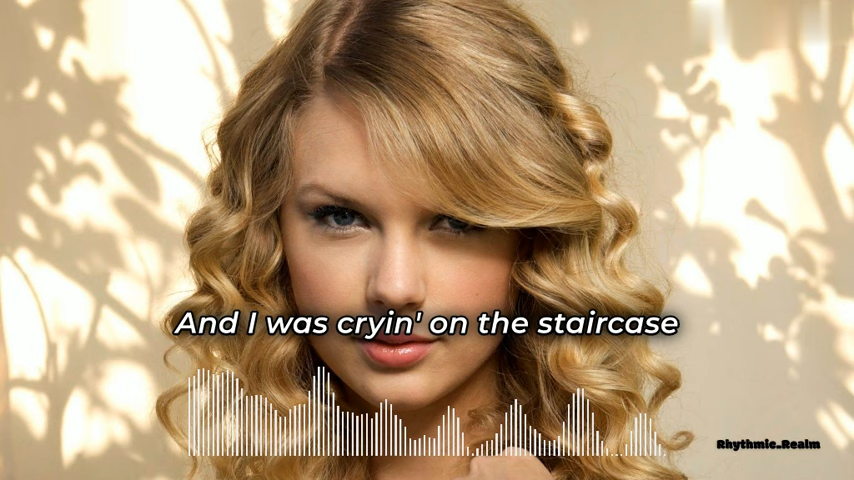 And I was cryin' on the staircase
Rhythmic_Realm